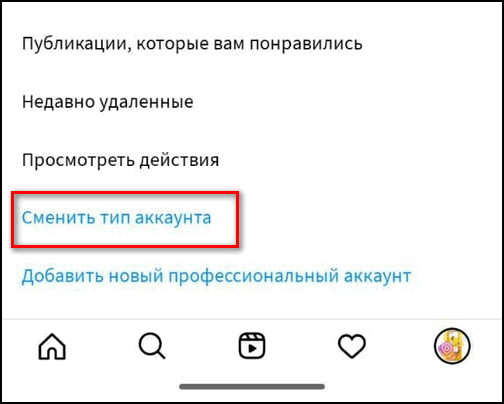 Публикации, которые вам понравились
Недавно удаленные
Просмотреть действия
Сменить тип аккаунта
Добавить новый профессиональный аккаунт